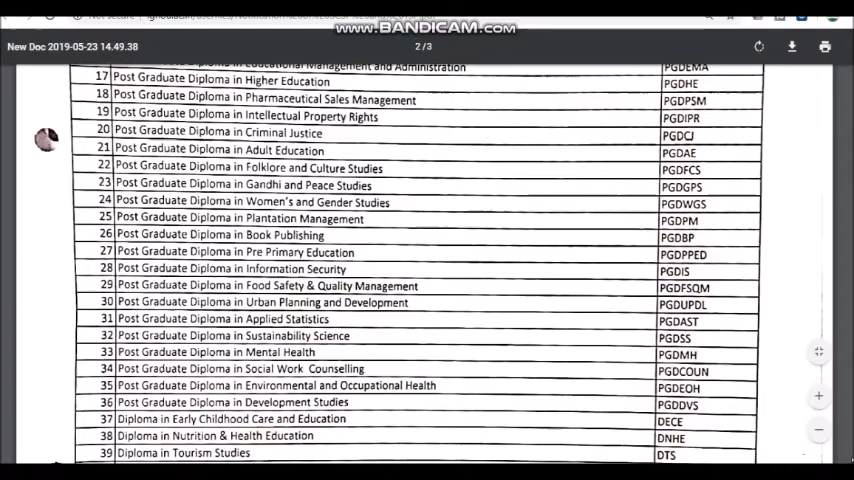 www.BANDICAM.com
New Doc 2019-05-23 14.49.38 2/3
Post Graduate Diploma in Educational Management and Administration PGDEMA
17 Post Graduate Diploma in Higher Education PGDHE
18 Post Graduate Diploma in Pharmaceutical Sales Management PGDPSM
19 Post Graduate Diploma in Intellectual Property Rights PGDIPR
20 Post Graduate Diploma in Criminal Justice PGDCJ
21 Post Graduate Diploma in Adult Education PGDAE
22 Post Graduate Diploma in Folklore and Culture Studies PGDFCS
23 Post Graduate Diploma in Gandhi and Peace Studies PGDGPS
24 Post Graduate Diploma in Women's and Gender Studies PGDWGS
25 Post Graduate Diploma in Plantation Management PGDPM
26 Post Graduate Diploma in Book Publishing PGDBP
27 Post Graduate Diploma in Pre Primary Education PGDPPED
28 Post Graduate Diploma in Information Security PGDIS
29 Post Graduate Diploma in Food Safety & Quality Management PGDFSQM
30 Post Graduate Diploma in Urban Planning and Development PGDUPDL
31 Post Graduate Diploma in Applied Statistics PGDAST
32 Post Graduate Diploma in Sustainability Science PGDSS
33 Post Graduate Diploma in Mental Health PGDMH
34 Post Graduate Diploma in Social Work Counselling PGDCOUN
35 Post Graduate Diploma in Environmental and Occupational Health PGDEOH
36 Post Graduate Diploma in Development Studies PGDDVS
37 Diploma in Early Childhood Care and Education DECE
38 Diploma in Nutrition & Health Education DNHE
39 Diploma in Tourism Studies DTS